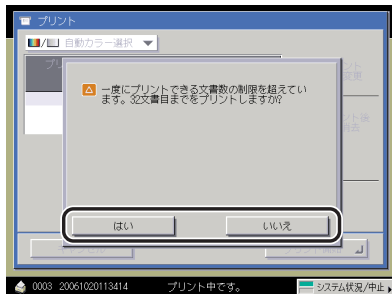 プリント
自動カラー選択
一度にプリントできる文書数の制限を超えてい
ます。32文書目までをプリントしますか?
はい
いいえ
0003 20061020113414 プリント中です。 システム状況/中止